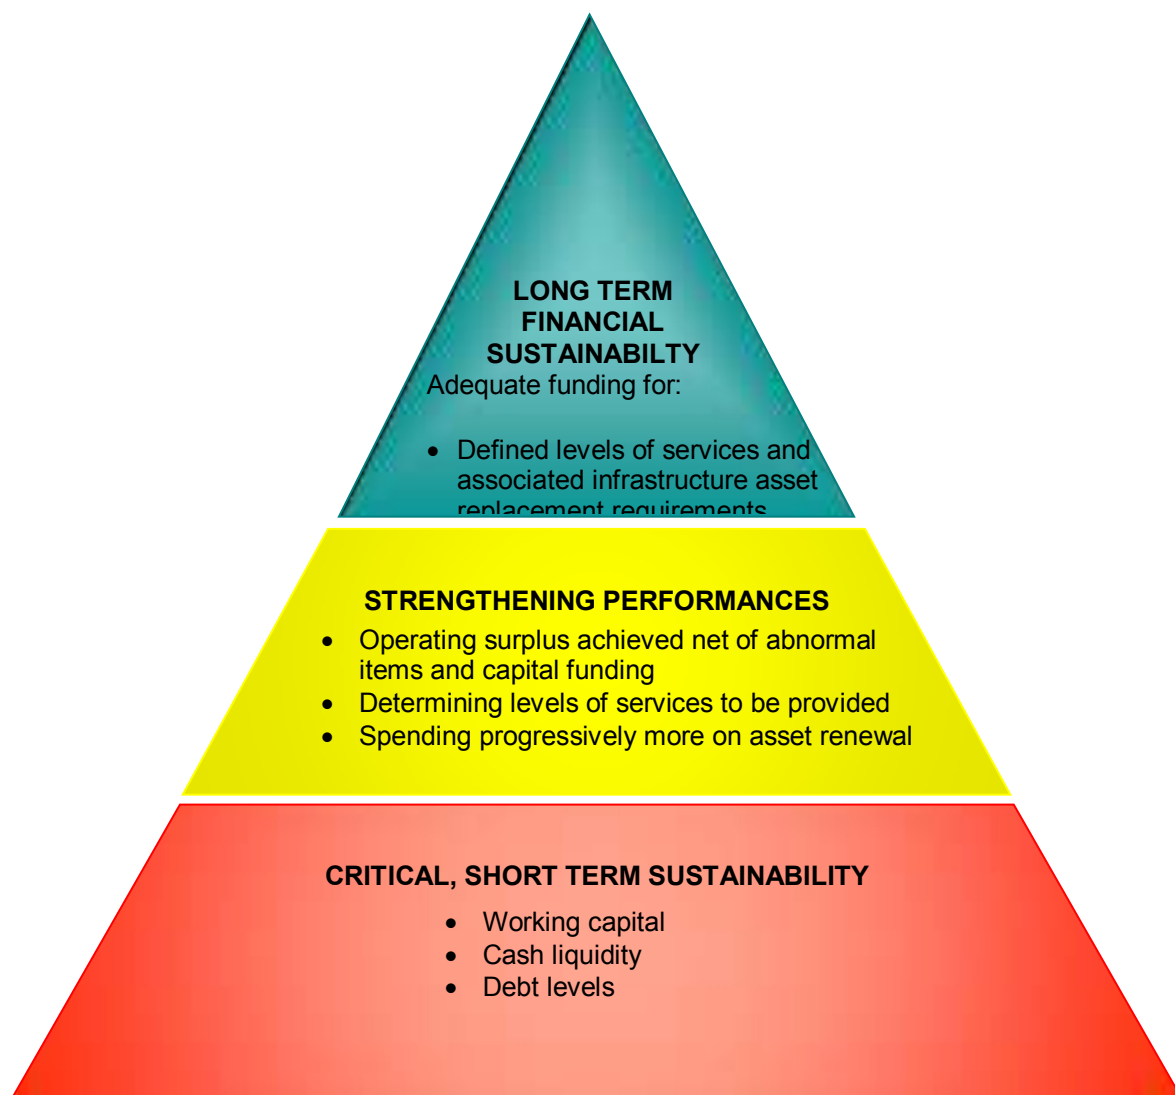 LONG TERM
FINANCIAL
SUSTAINABILTY
Adequate funding for:
• Defined levels of services and
associated infrastructure asset
replacement requirements
STRENGTHENING PERFORMANCES
• Operating surplus achieved net of abnormal
items and capital funding
• Determining levels of services to be provided
• Spending progressively more on asset renewal
CRITICAL, SHORT TERM SUSTAINABILITY
• Working capital
• Cash liquidity
• Debt levels